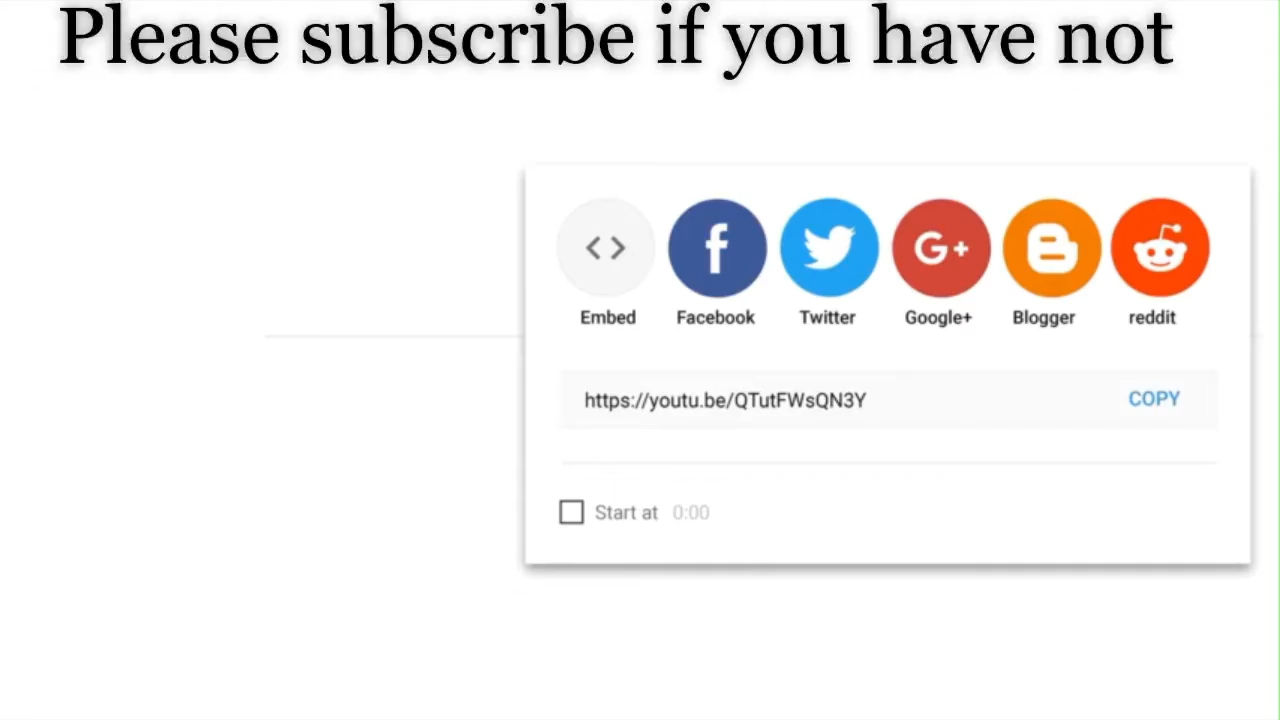 Please subscribe if you have not
Embed Facebook Twitter Google+ Blogger reddit
https://youtu.be/QTutFWsQN3Y COPY
Start at 0:00